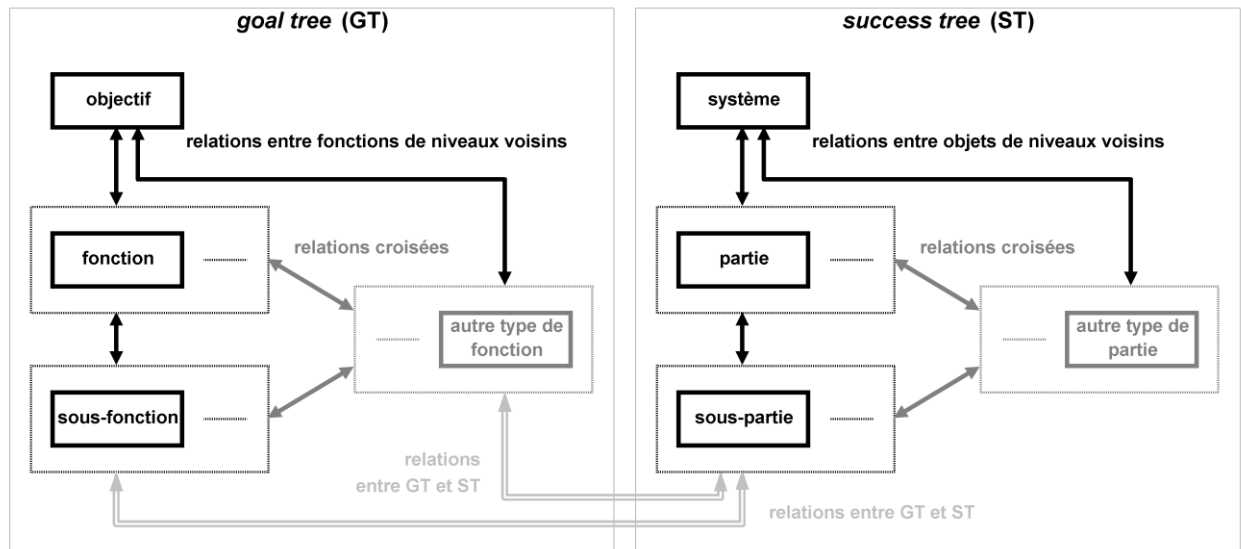 goal tree (GT)
objectif
relations entre fonctions de niveaux voisins
fonction
relations croisées
autre type de
fonction
sous-fonction
relations
entre GT et ST
success tree (ST)
système
relations entre objets de niveaux voisins
partie
relations croisées
autre type de
partie
sous-partie
relations entre GT et ST